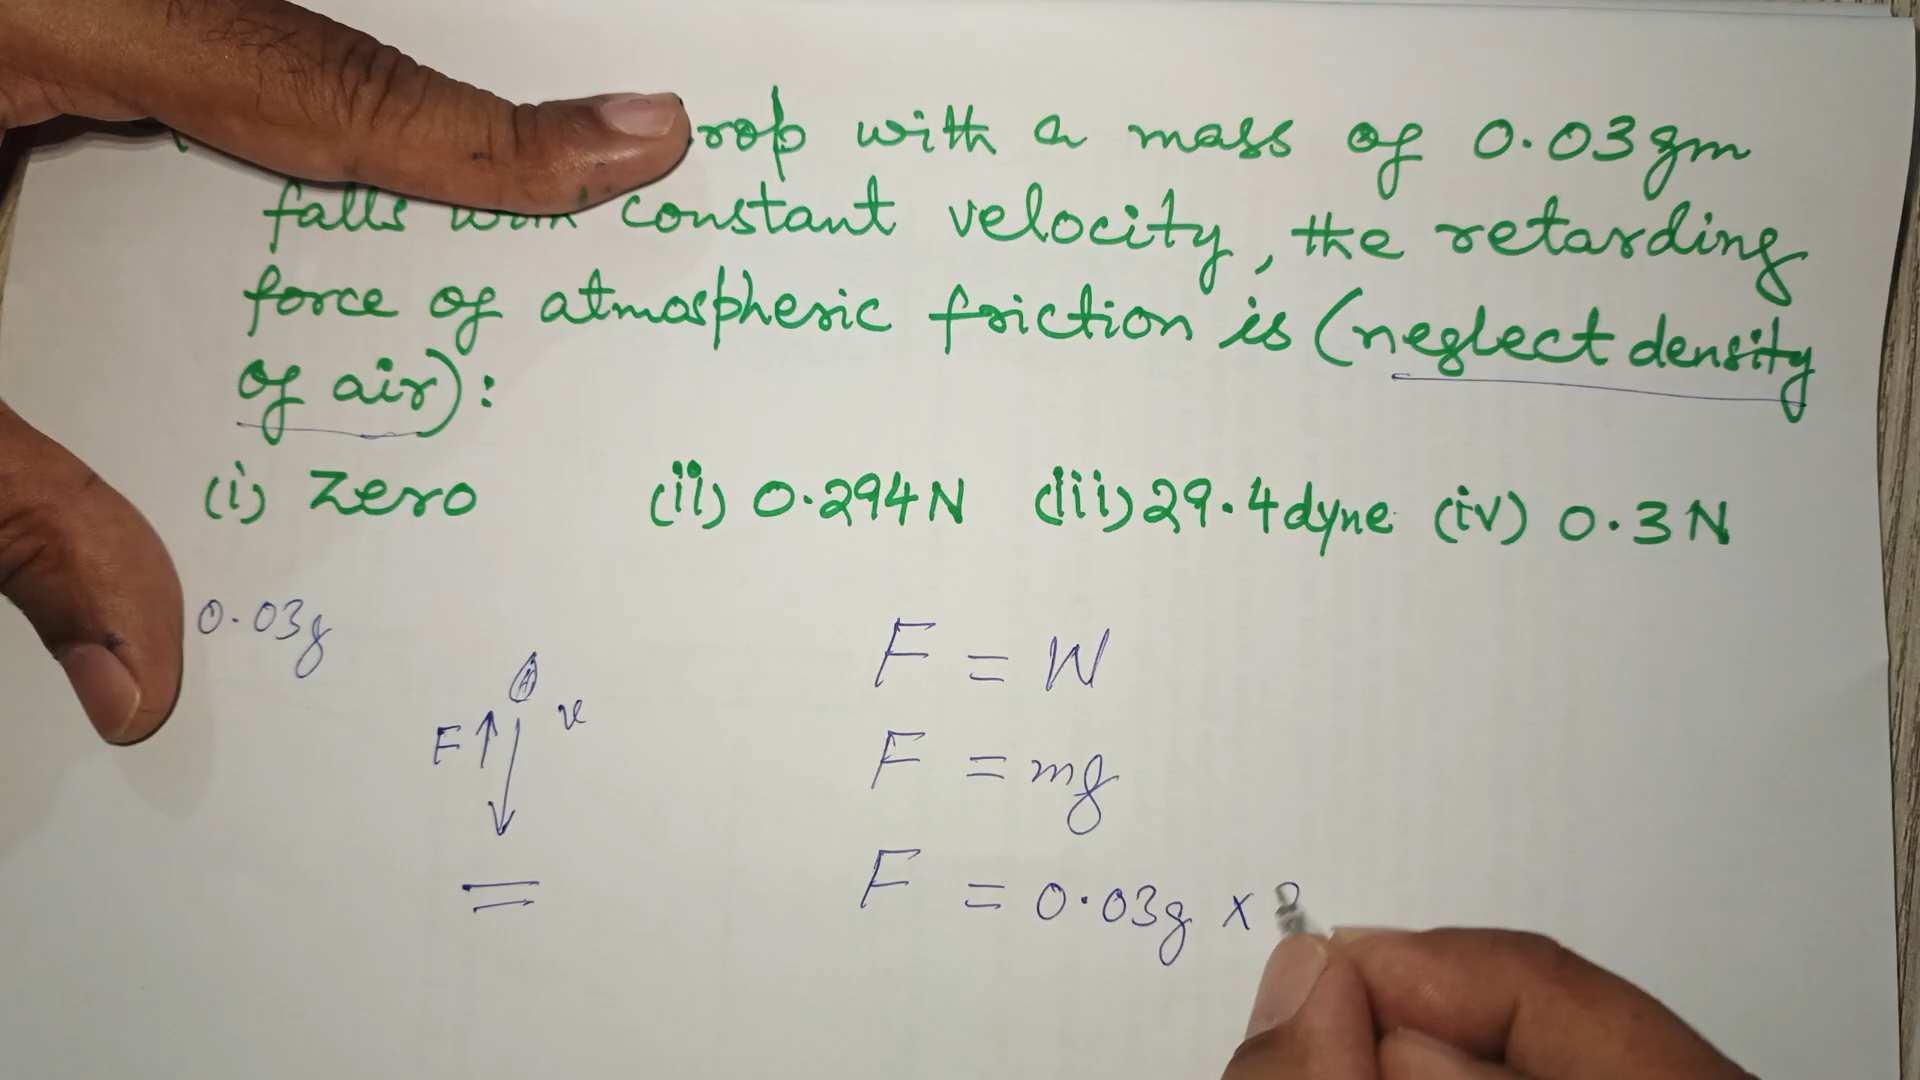 with a mass of 0.03gm
falls with constant velocity, the retarding
force of atmospheric friction is (neglect density
of air):
(i) Zero (ii) 0.294N (iii) 29.4dyne (iv) 0.3N
0.03g
F = W
F v
F = mg
F = 0.03g ×